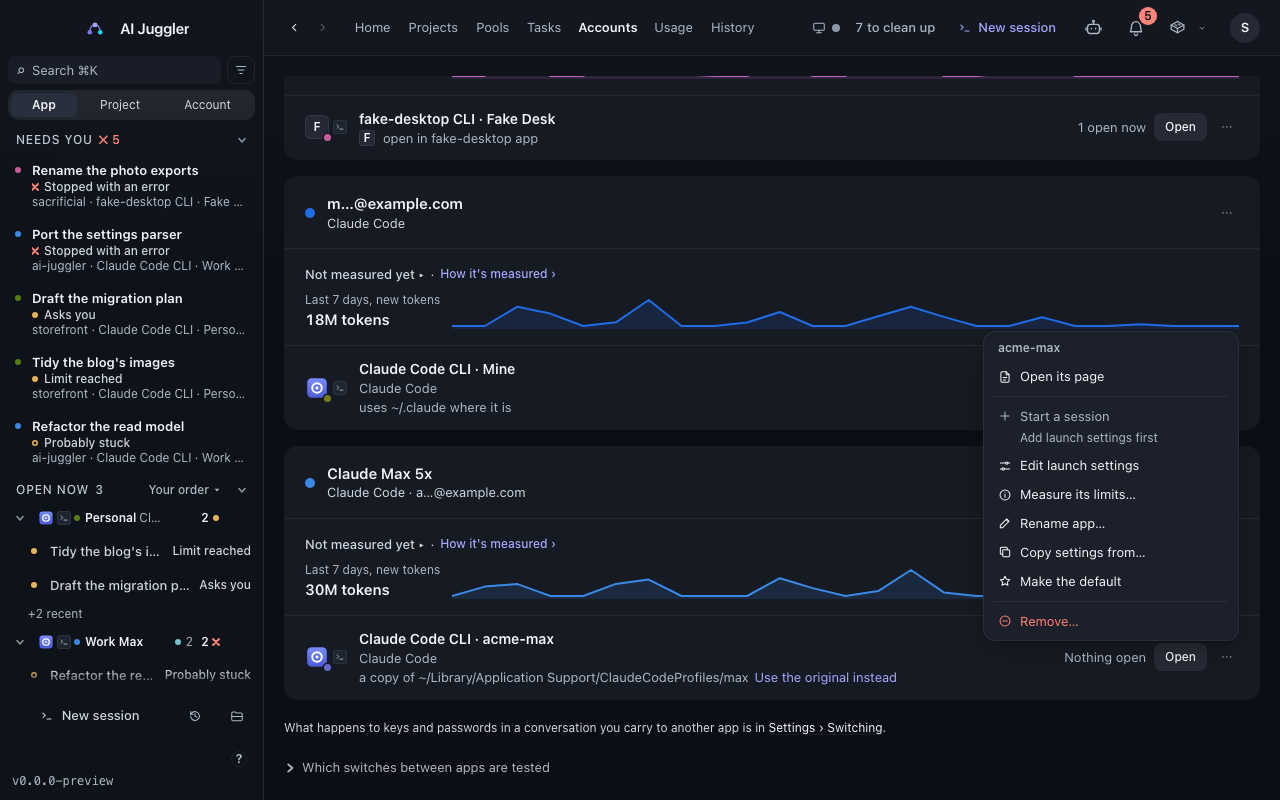 AI Juggler
Search ⌘K
App Project Account
NEEDS YOU 5
Rename the photo exports
Stopped with an error
sacrificial · fake-desktop CLI · Fake ...
Port the settings parser
Stopped with an error
ai-juggler · Claude Code CLI · Work ...
Draft the migration plan
Asks you
storefront · Claude Code CLI · Perso...
Tidy the blog's images
Limit reached
storefront · Claude Code CLI · Perso...
Refactor the read model
Probably stuck
ai-juggler · Claude Code CLI · Work ...
OPEN NOW 3 Your order
Personal Cl... 2
Tidy the blog's i... Limit reached
Draft the migration p... Asks you
+2 recent
Work Max 2 2
Refactor the re... Probably stuck
New session
?
v0.0.0-preview
Home Projects Pools Tasks Accounts Usage History 7 to clean up New session 5 S
F fake-desktop CLI · Fake Desk
F open in fake-desktop app
1 open now Open ...
m...@example.com
Claude Code
...
Not measured yet · How it's measured ›
Last 7 days, new tokens
18M tokens
Claude Code CLI · Mine
Claude Code
uses ~/.claude where it is
Claude Max 5x
Claude Code · a...@example.com
Not measured yet · How it's measured ›
Last 7 days, new tokens
30M tokens
Claude Code CLI · acme-max
Claude Code
a copy of ~/Library/Application Support/ClaudeCodeProfiles/max Use the original instead
Nothing open Open ...
acme-max
Open its page
Start a session
Add launch settings first
Edit launch settings
Measure its limits...
Rename app...
Copy settings from...
Make the default
Remove...
What happens to keys and passwords in a conversation you carry to another app is in Settings › Switching.
Which switches between apps are tested